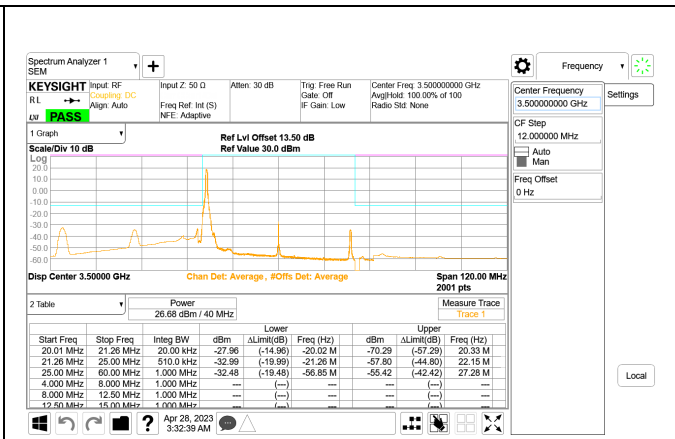 Spectrum Analyzer 1
SEM
Frequency
KEYSIGHT Input: RF Input Z: 50 Ω Atten: 30 dB Trig: Free Run Center Freq: 3.500000000 GHz
R L Coupling: DC Gate: Off Avg|Hold: 100.00% of 100
Align: Auto Freq Ref: Int (S) IF Gain: Low Radio Std: None
LXI PASS NFE: Adaptive
Center Frequency Settings
3.500000000 GHz
CF Step
12.000000 MHz
Auto
Man
Freq Offset
0 Hz
1 Graph
Ref Lvl Offset 13.50 dB
Scale/Div 10 dB Ref Value 30.0 dBm
Log
20.0
10.0
0.00
-10.0
-20.0
-30.0
-40.0
-50.0
-60.0
Disp Center 3.50000 GHz Chan Det: Average, #Offs Det: Average Span 120.00 MHz
2001 pts
2 Table Power Measure Trace
26.68 dBm / 40 MHz Trace 1
Lower Upper
Start Freq Stop Freq Integ BW dBm ΔLimit(dB) Freq (Hz) dBm ΔLimit(dB) Freq (Hz)
20.01 MHz 21.26 MHz 20.00 kHz -27.96 (-14.96) -20.02 M -70.29 (-57.29) 20.33 M
21.26 MHz 25.00 MHz 510.0 kHz -32.99 (-19.99) -21.26 M -57.80 (-44.80) 22.15 M
25.00 MHz 60.00 MHz 1.000 MHz -32.48 (-19.48) -56.85 M -55.42 (-42.42) 27.28 M
4.000 MHz 8.000 MHz 1.000 MHz --- (---) --- --- (---) ---
8.000 MHz 12.50 MHz 1.000 MHz --- (---) --- --- (---) ---
12.50 MHz 15.00 MHz 1.000 MHz --- (---) --- --- (---) ---
Local
Apr 28, 2023
3:32:39 AM